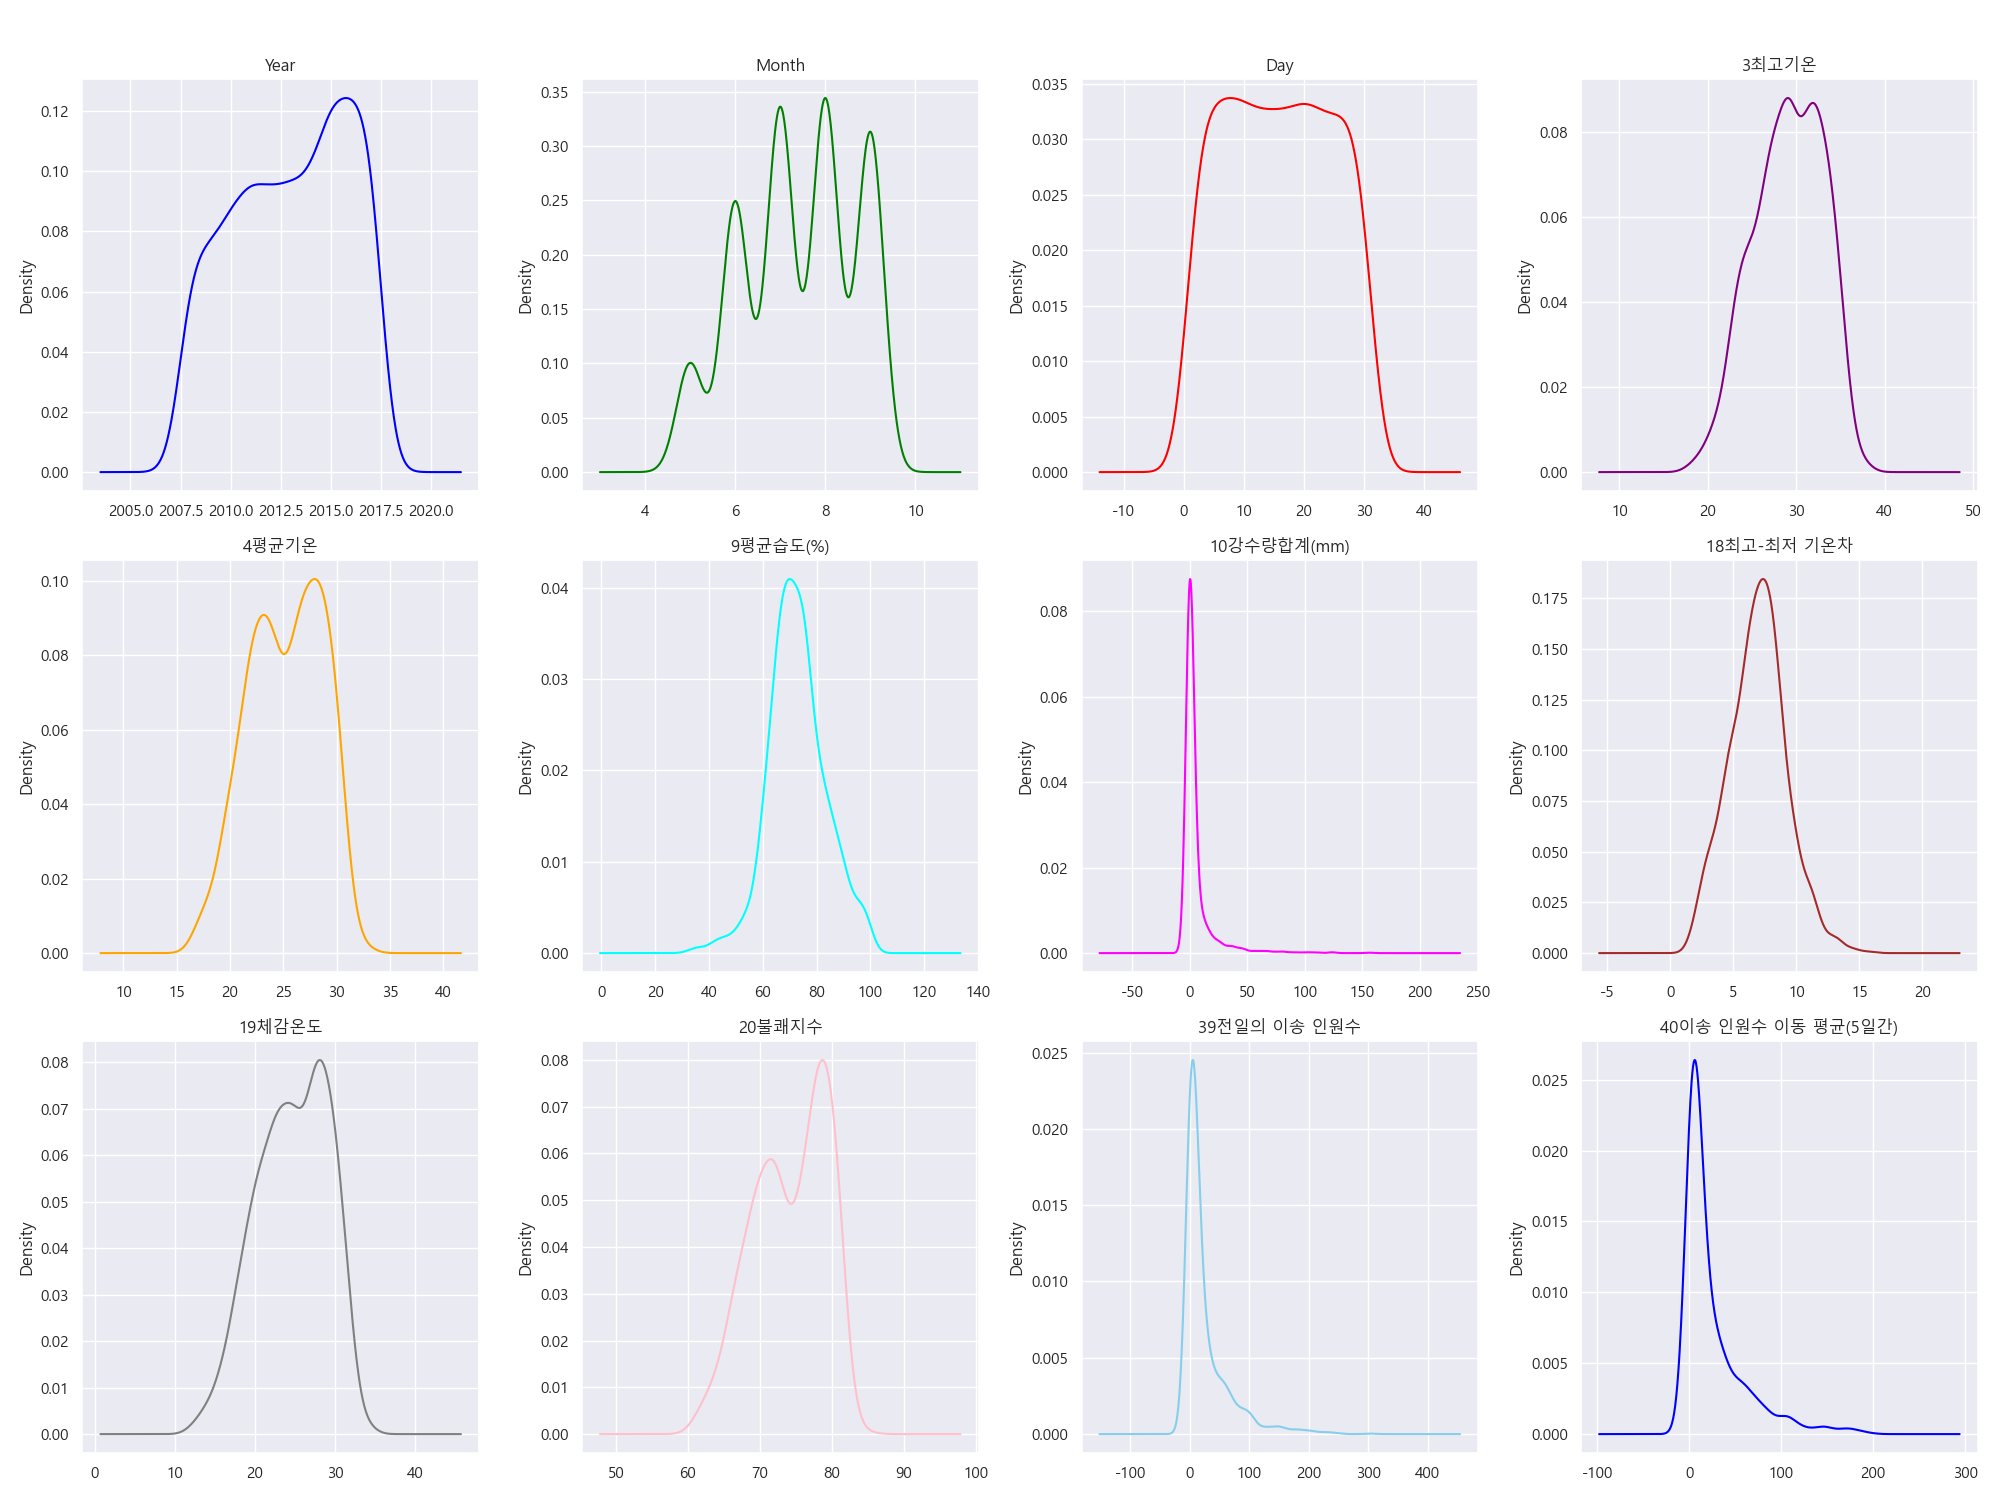 Year
Month
Day
3최고기온
Density
0.00 0.02 0.04 0.06 0.08 0.10 0.12
2005.0 2007.5 2010.0 2012.5 2015.0 2017.5 2020.0
Density
0.00 0.05 0.10 0.15 0.20 0.25 0.30 0.35
4 6 8 10
Density
0.000 0.005 0.010 0.015 0.020 0.025 0.030 0.035
-10 0 10 20 30 40
Density
0.00 0.02 0.04 0.06 0.08
10 20 30 40 50
4평균기온
9평균습도(%)
10강수량합계(mm)
18최고-최저 기온차
Density
0.00 0.02 0.04 0.06 0.08 0.10
10 15 20 25 30 35 40
Density
0.00 0.01 0.02 0.03 0.04
0 20 40 60 80 100 120 140
Density
0.00 0.02 0.04 0.06 0.08
-50 0 50 100 150 200 250
Density
0.000 0.025 0.050 0.075 0.100 0.125 0.150 0.175
-5 0 5 10 15 20
19체감온도
20불쾌지수
39전일의 이송 인원수
40이송 인원수 이동 평균(5일간)
Density
0.00 0.01 0.02 0.03 0.04 0.05 0.06 0.07 0.08
0 10 20 30 40
Density
0.00 0.01 0.02 0.03 0.04 0.05 0.06 0.07 0.08
50 60 70 80 90 100
Density
0.000 0.005 0.010 0.015 0.020 0.025
-100 0 100 200 300 400
Density
0.000 0.005 0.010 0.015 0.020 0.025
-100 0 100 200 300